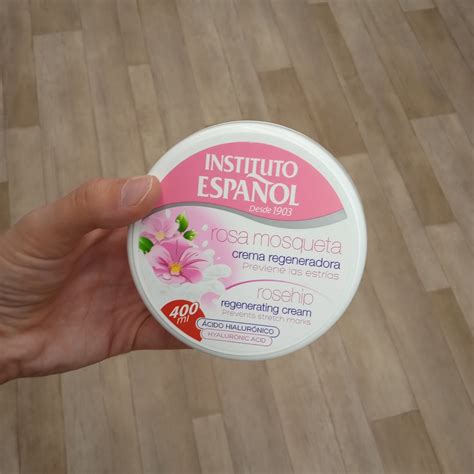 INSTITUTO
ESPAÑOL
Desde 1903
rosa mosqueta
crema regeneradora
Previene las estrías
rosehip
regenerating cream
Prevents stretch marks
400
ml
ÁCIDO HIALURÓNICO
HYALURONIC ACID